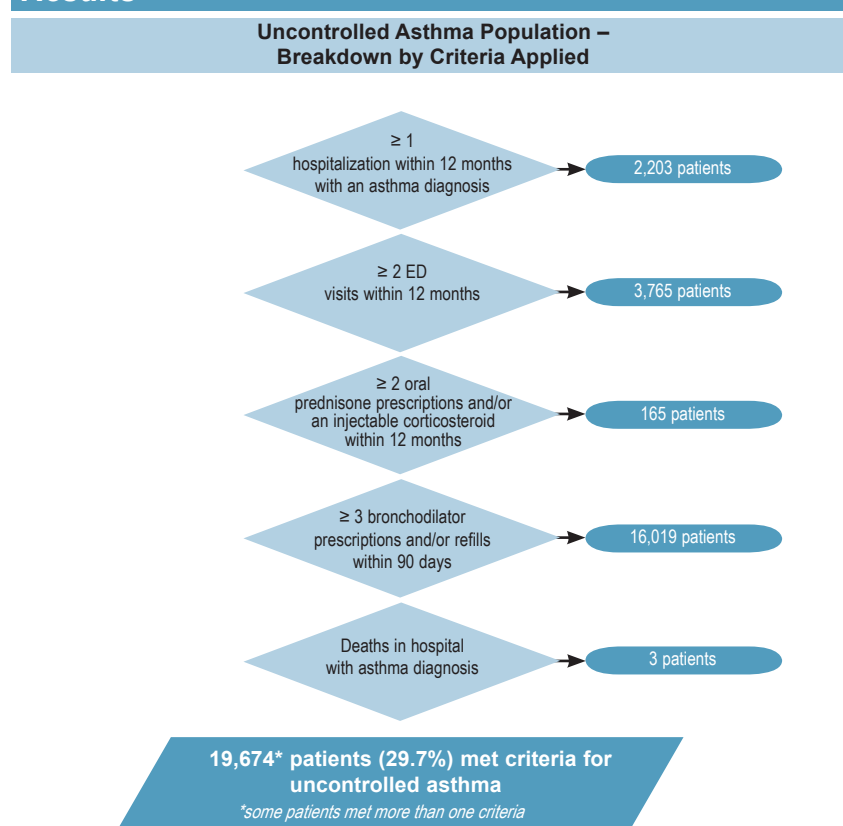 Results
Uncontrolled Asthma Population –
Breakdown by Criteria Applied
≥ 1
hospitalization within 12 months
with an asthma diagnosis
2,203 patients
≥ 2 ED
visits within 12 months
3,765 patients
≥ 2 oral
prednisone prescriptions and/or
an injectable corticosteroid
within 12 months
165 patients
≥ 3 bronchodilator
prescriptions and/or refills
within 90 days
16,019 patients
Deaths in hospital
with asthma diagnosis
3 patients
19,674* patients (29.7%) met criteria for
uncontrolled asthma
*some patients met more than one criteria